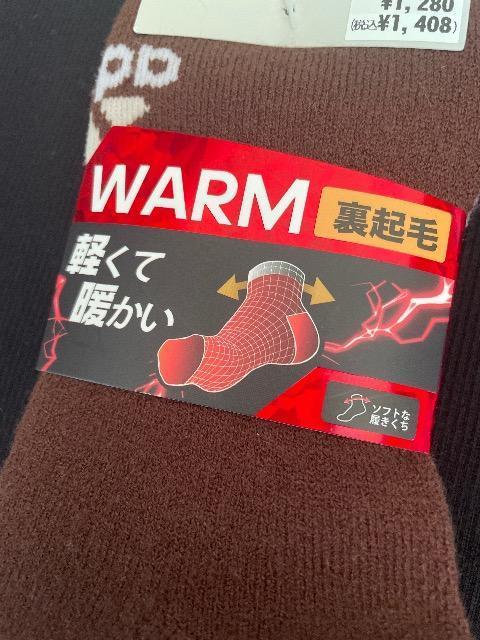 ¥1,280
(税込¥1,408)
WARM
裏起毛
軽くて
暖かい
ソフトな
履きくち